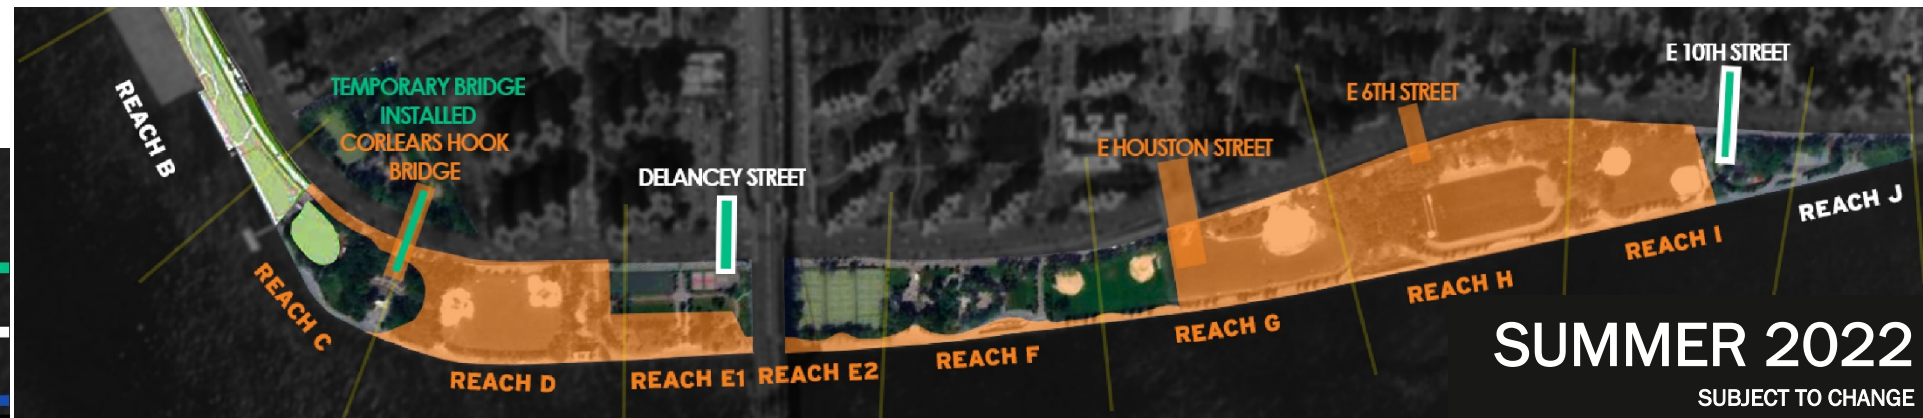 REACH B
TEMPORARY BRIDGE
INSTALLED
CORLEARS HOOK
BRIDGE
DELANCEY STREET
E HOUSTON STREET
E 6TH STREET
E 10TH STREET
REACH C
REACH D
REACH E1
REACH E2
REACH F
REACH G
REACH H
REACH I
REACH J
SUMMER 2022
SUBJECT TO CHANGE